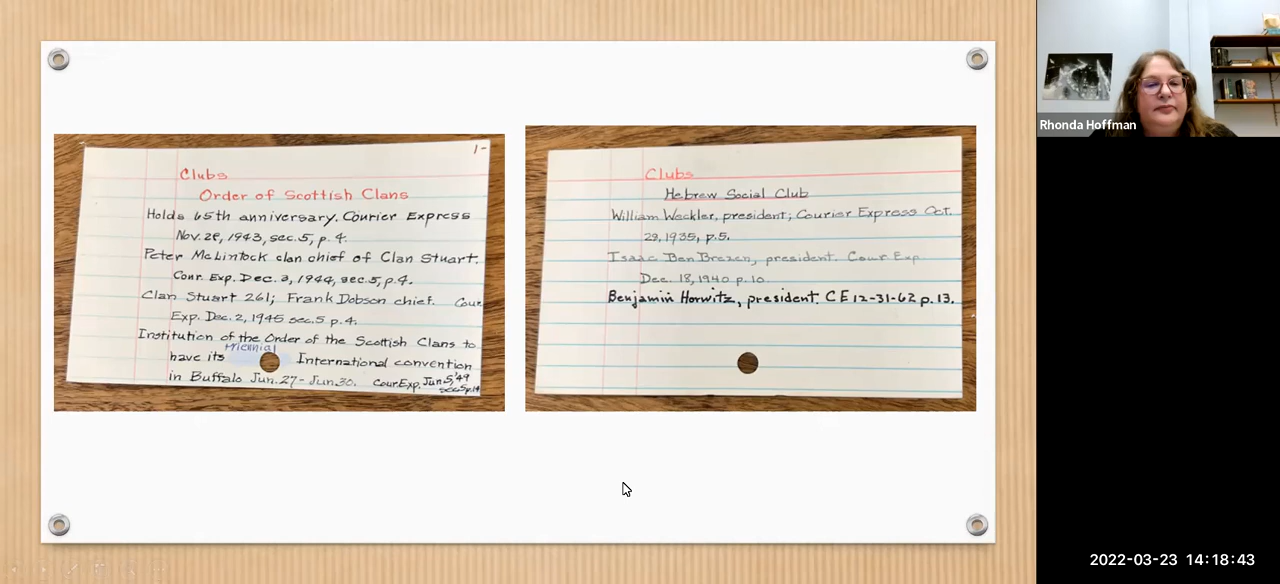 1-
Clubs
Order of Scottish Clans
Holds 65th anniversary. Courier Express
Nov. 28, 1943, sec. 5, p. 4.
Peter McLintock clan chief of Clan Stuart.
Cour. Exp. Dec. 3, 1944, sec. 5, p. 4.
Clan Stuart 261; Frank Dobson chief. Cour.
Exp. Dec. 2, 1945 sec. 5 p. 4.
Institution of the Order of the Scottish Clans to
triennial
have its International convention
in Buffalo Jun. 27 - Jun. 30. Cour. Exp. Jun. 5, '49
sec. 5 p.
Clubs
Hebrew Social Club
William Weckler, president; Courier Express Oct.
29, 1935, p. 5.
Isaac Ben Brezen, president. Cour Exp
Dec. 18, 1940 p. 10
Benjamin Horwitz, president. CE 12-31-62 p. 13.
Rhonda Hoffman
2022-03-23 14:18:43